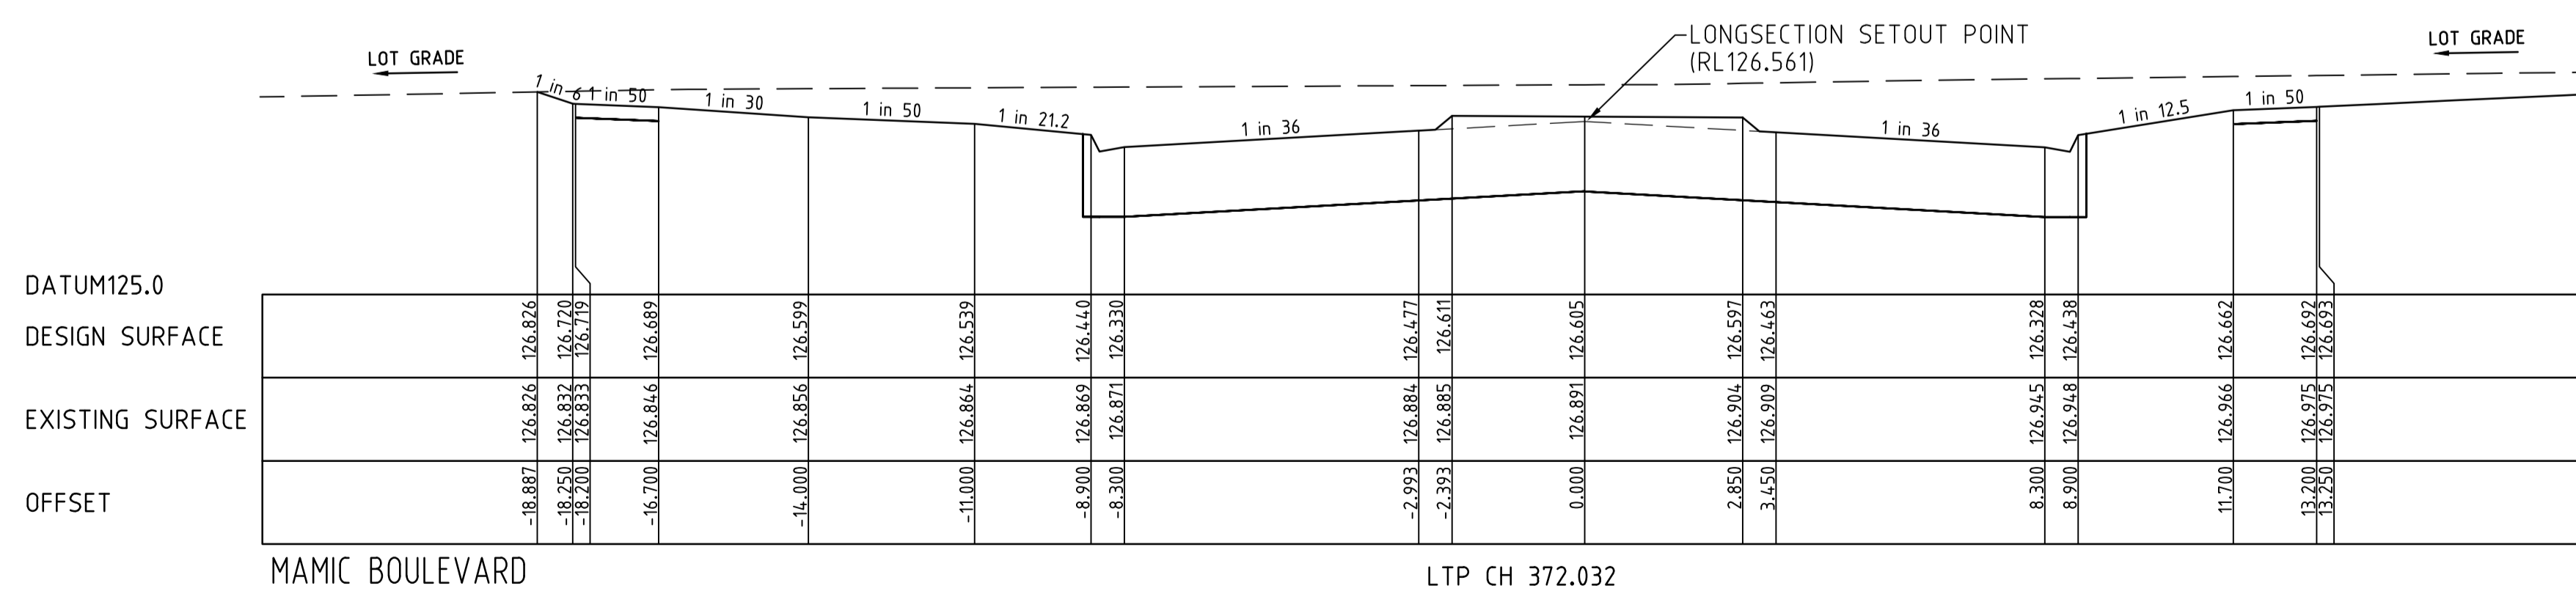 LONGSECTION SETOUT POINT
(RL126.561)
LOT GRADE
LOT GRADE
1 in 6
1 in 50
1 in 30
1 in 50
1 in 21.2
1 in 36
1 in 36
1 in 12.5
1 in 50
DATUM125.0
DESIGN SURFACE 126.826 126.720 126.719 126.689 126.599 126.539 126.440 126.330 126.477 126.611 126.605 126.597 126.463 126.328 126.438 126.662 126.692 126.693
EXISTING SURFACE 126.826 126.832 126.833 126.846 126.856 126.864 126.869 126.871 126.884 126.885 126.891 126.904 126.909 126.945 126.948 126.966 126.975 126.975
OFFSET -18.887 -18.250 -18.200 -16.700 -14.000 -11.000 -8.900 -8.300 -2.993 -2.393 0.000 2.850 3.450 8.300 8.900 11.700 13.200 13.250
MAMIC BOULEVARD
LTP CH 372.032